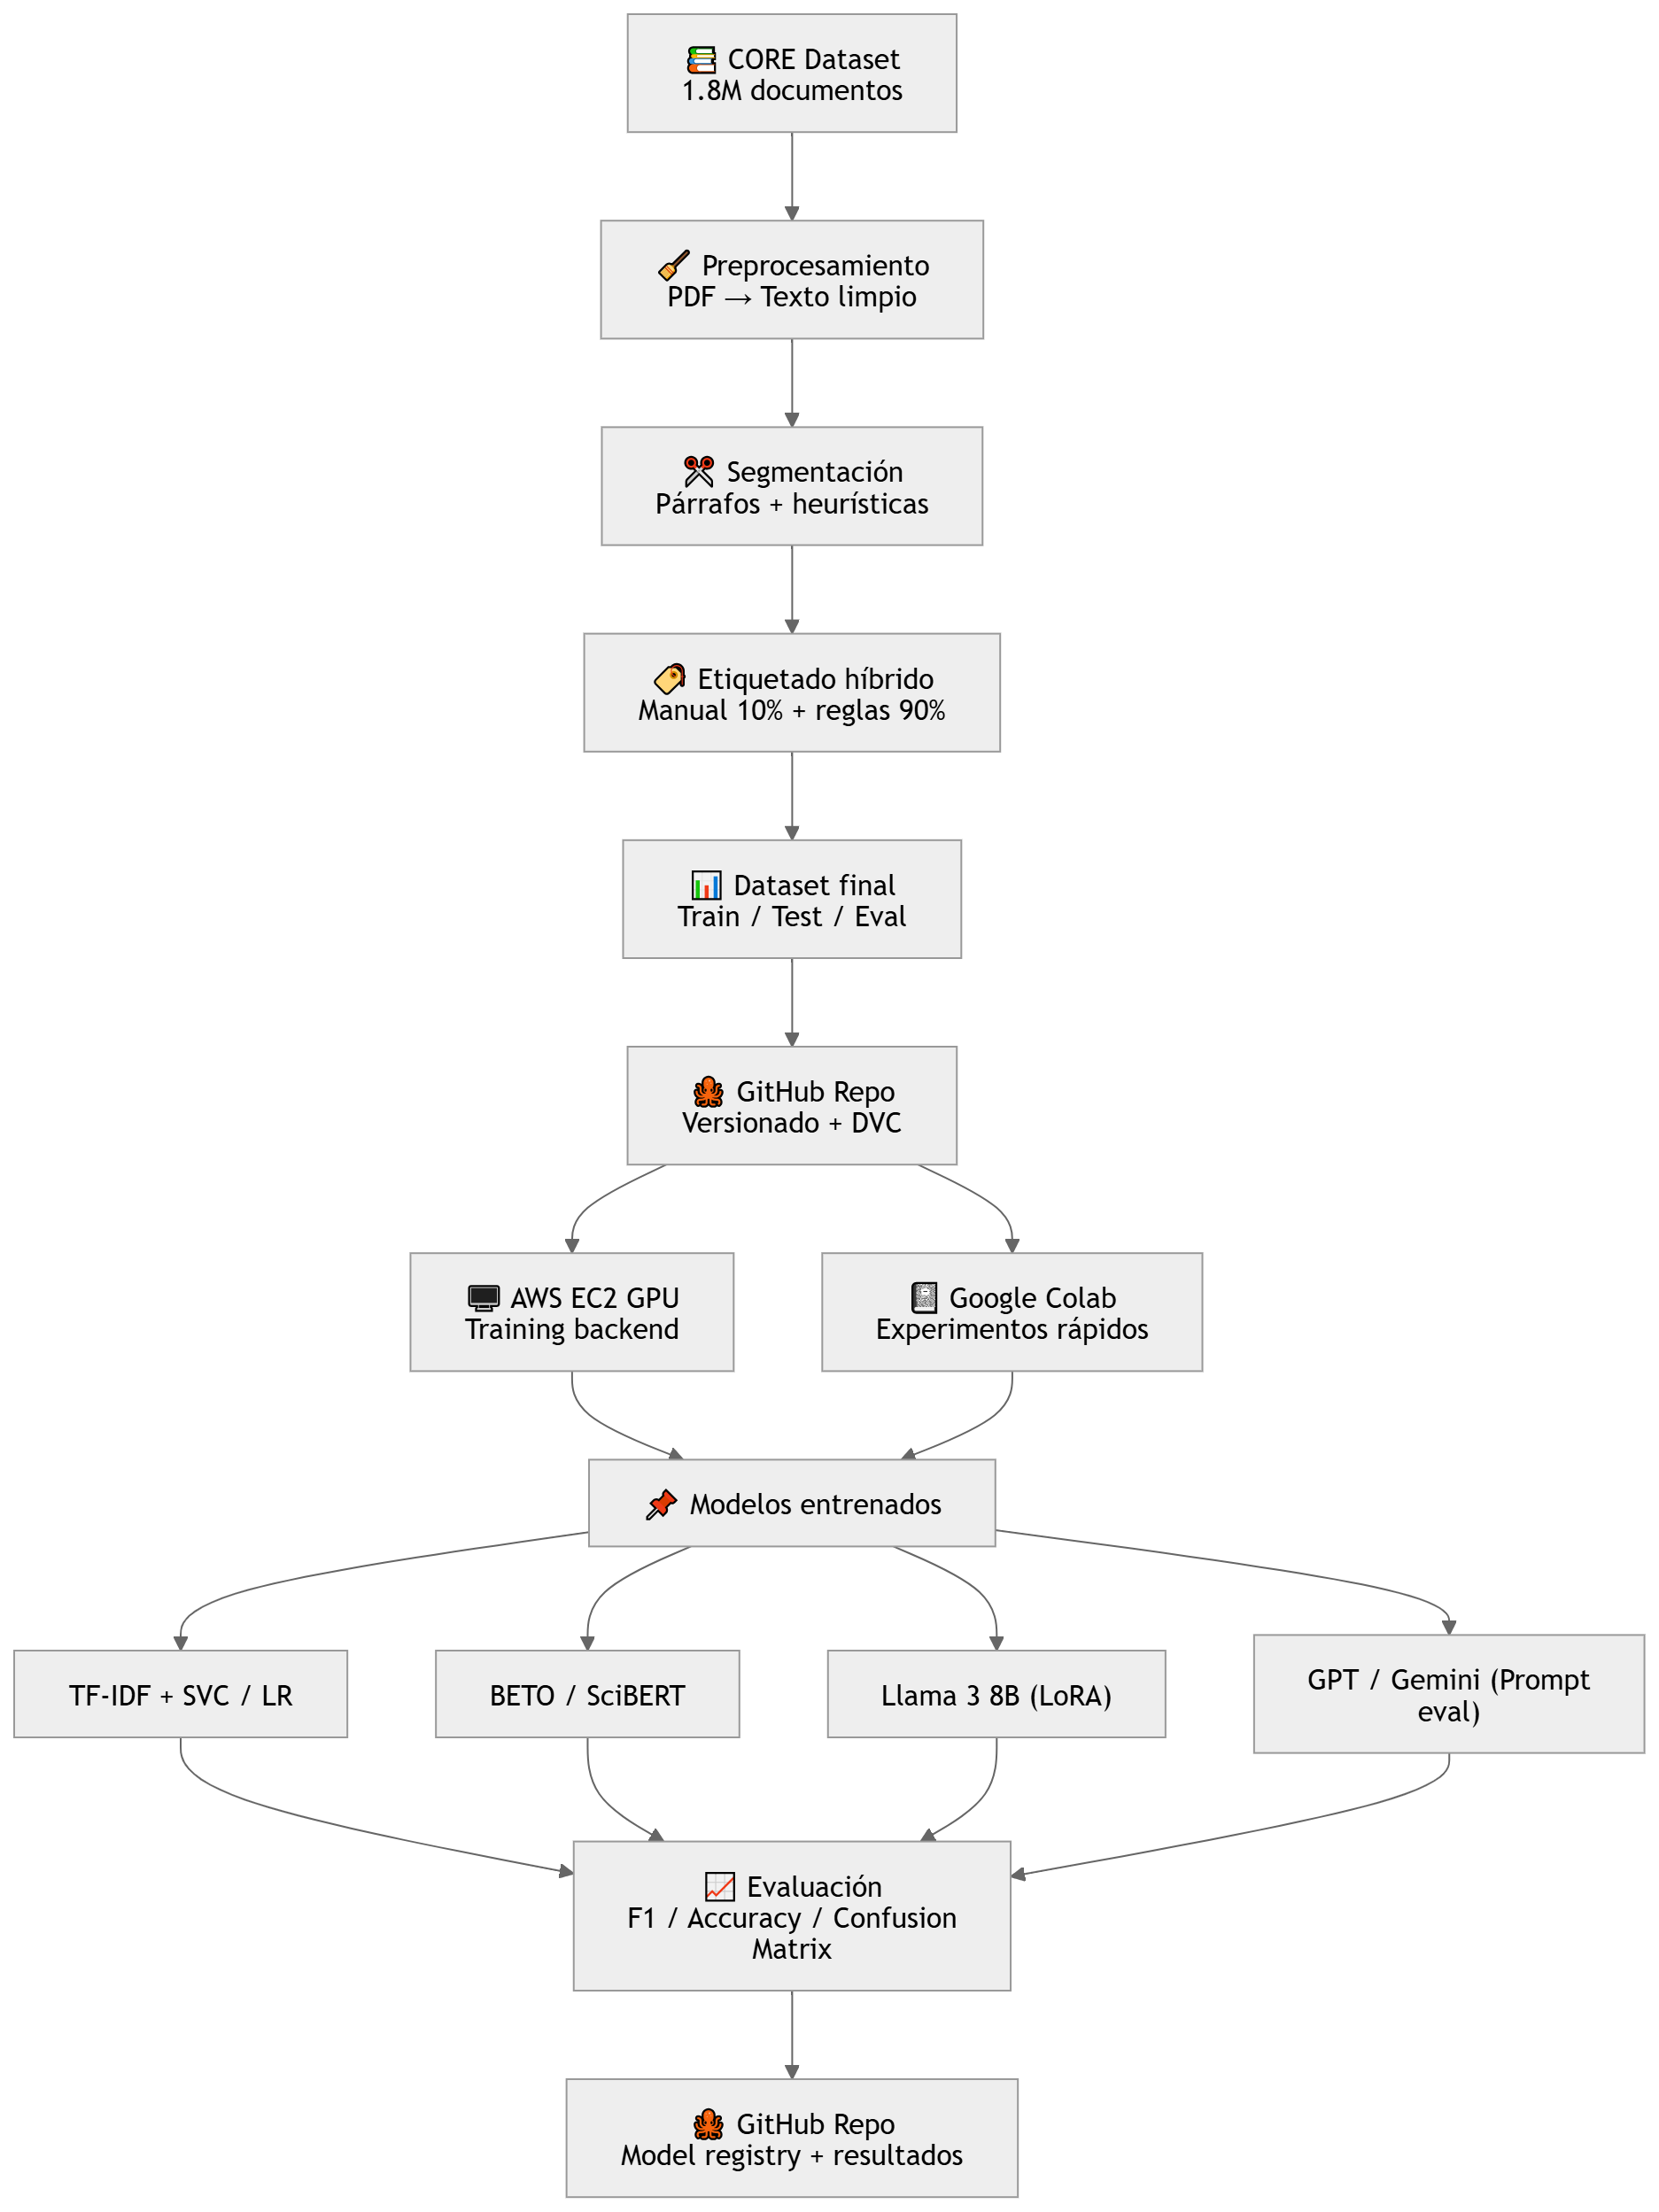 📚 CORE Dataset
1.8M documentos
🧹 Preprocesamiento
PDF → Texto limpio
✂️ Segmentación
Párrafos + heurísticas
🏷️ Etiquetado híbrido
Manual 10% + reglas 90%
📊 Dataset final
Train / Test / Eval
🐙 GitHub Repo
Versionado + DVC
🖥️ AWS EC2 GPU
Training backend
📓 Google Colab
Experimentos rápidos
📌 Modelos entrenados
TF-IDF + SVC / LR
BETO / SciBERT
Llama 3 8B (LoRA)
GPT / Gemini (Prompt
eval)
📈 Evaluación
F1 / Accuracy / Confusion
Matrix
🐙 GitHub Repo
Model registry + resultados